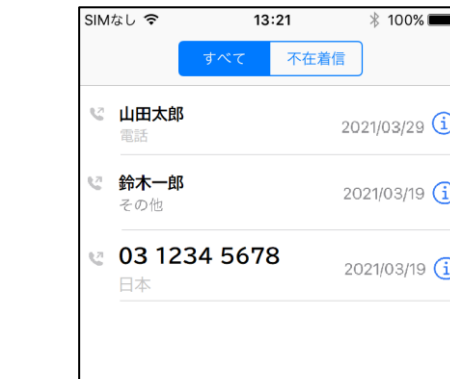 SIMなし 13:21 100%
すべて 不在着信
山田太郎
電話 2021/03/29
鈴木一郎
その他 2021/03/19
03 1234 5678
日本 2021/03/19